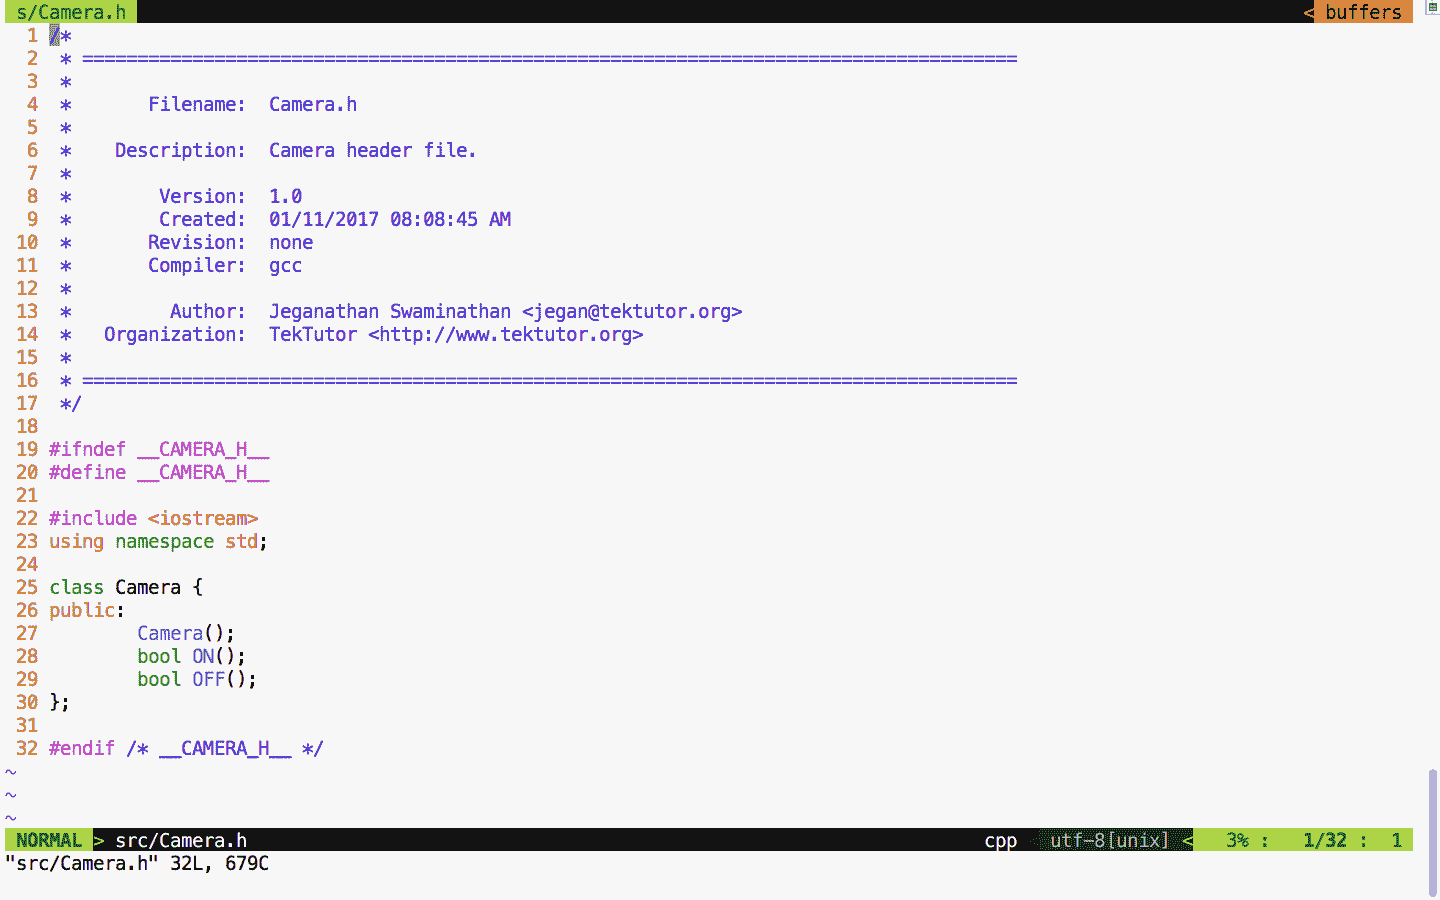 s/Camera.h < buffers
1 /*
2 * =====================================================================================
3 *
4 * Filename: Camera.h
5 *
6 * Description: Camera header file.
7 *
8 * Version: 1.0
9 * Created: 01/11/2017 08:08:45 AM
10 * Revision: none
11 * Compiler: gcc
12 *
13 * Author: Jeganathan Swaminathan <jegan@tektutor.org>
14 * Organization: TekTutor <http://www.tektutor.org>
15 *
16 * =====================================================================================
17 */
18
19 #ifndef __CAMERA_H__
20 #define __CAMERA_H__
21
22 #include <iostream>
23 using namespace std;
24
25 class Camera {
26 public:
27 Camera();
28 bool ON();
29 bool OFF();
30 };
31
32 #endif /* __CAMERA_H__ */
~
~
~
NORMAL > src/Camera.h cpp < utf-8[unix] < 3% : 1/32 : 1
"src/Camera.h" 32L, 679C